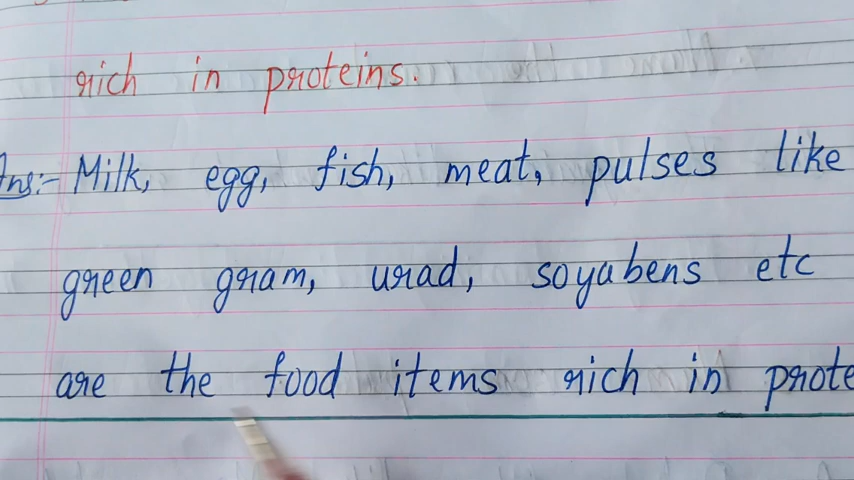 rich in proteins.
Ans:- Milk, egg, fish, meat, pulses like
green gram, urad, soyabens etc
are the food items rich in prote